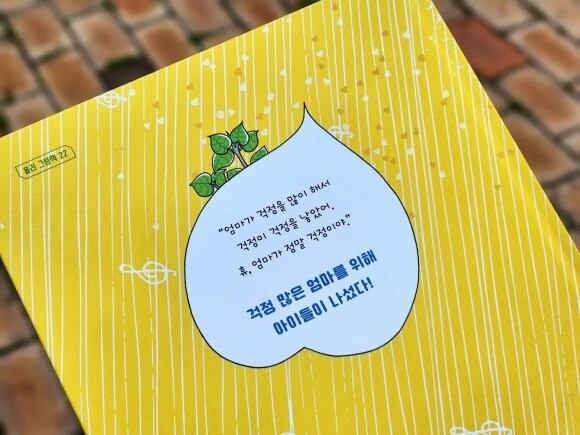 올리 그림책 22
“엄마가 걱정을 많이 해서
걱정이 걱정을 낳았어.
휴, 엄마가 정말 걱정이야.”
걱정 많은 엄마를 위해
아이들이 나섰다!